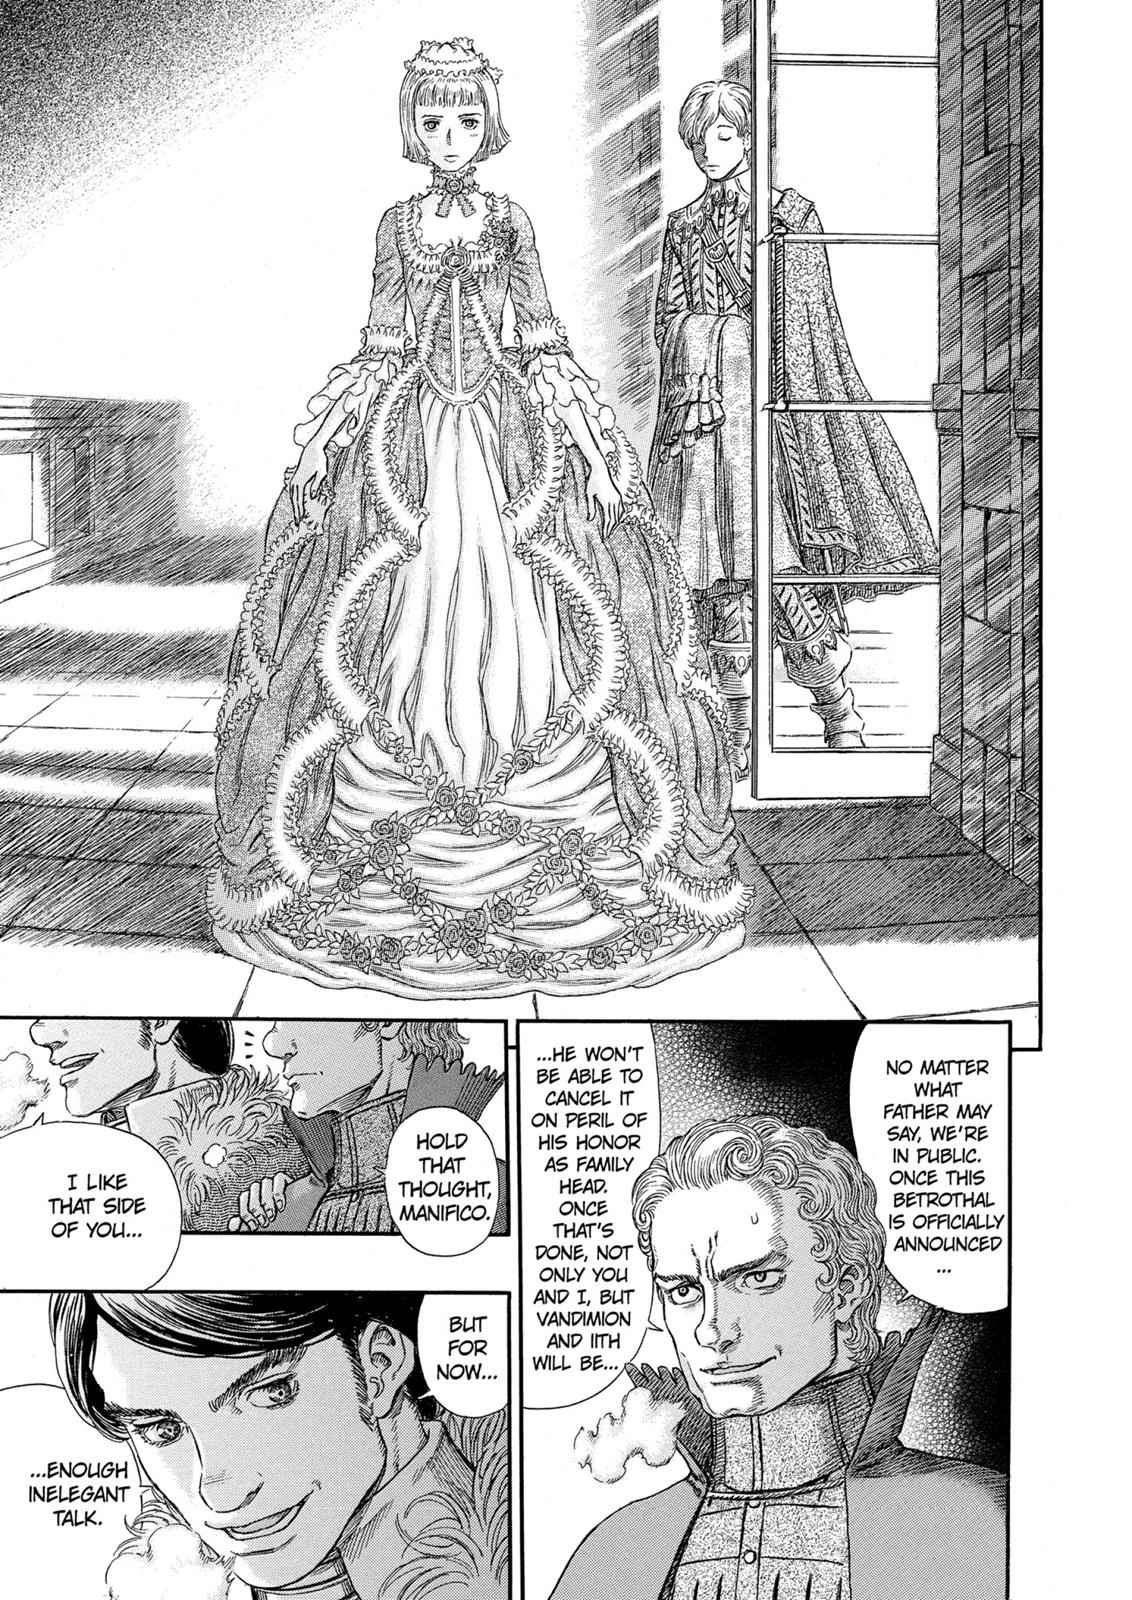 NO MATTER
WHAT
FATHER MAY
SAY, WE'RE
IN PUBLIC.
ONCE THIS
BETROTHAL
IS OFFICIALLY
ANNOUNCED
...
...HE WON'T
BE ABLE TO
CANCEL IT
ON PERIL OF
HIS HONOR
AS FAMILY
HEAD.
ONCE
THAT'S
DONE, NOT
ONLY YOU
AND I, BUT
VANDIMION
AND IITH
WILL BE...
HOLD
THAT
THOUGHT,
MANIFICO.
I LIKE
THAT SIDE
OF YOU...
BUT
FOR
NOW...
...ENOUGH
INELEGANT
TALK.